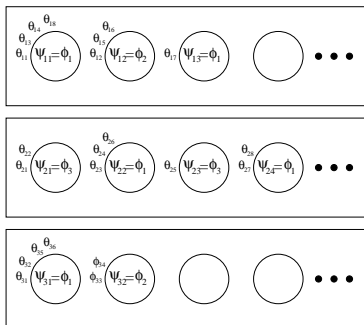 θ14 θ18 θ16
θ13 θ15
θ11 ψ11=ϕ1 θ12 ψ12=ϕ2 θ17 ψ13=ϕ1
θ26
θ22 θ24 θ28
θ21 ψ21=ϕ3 θ23 ψ22=ϕ1 θ25 ψ23=ϕ3 θ27 ψ24=ϕ1
θ35 θ36
θ32 ϕ34
θ31 ψ31=ϕ1 ϕ33 ψ32=ϕ2